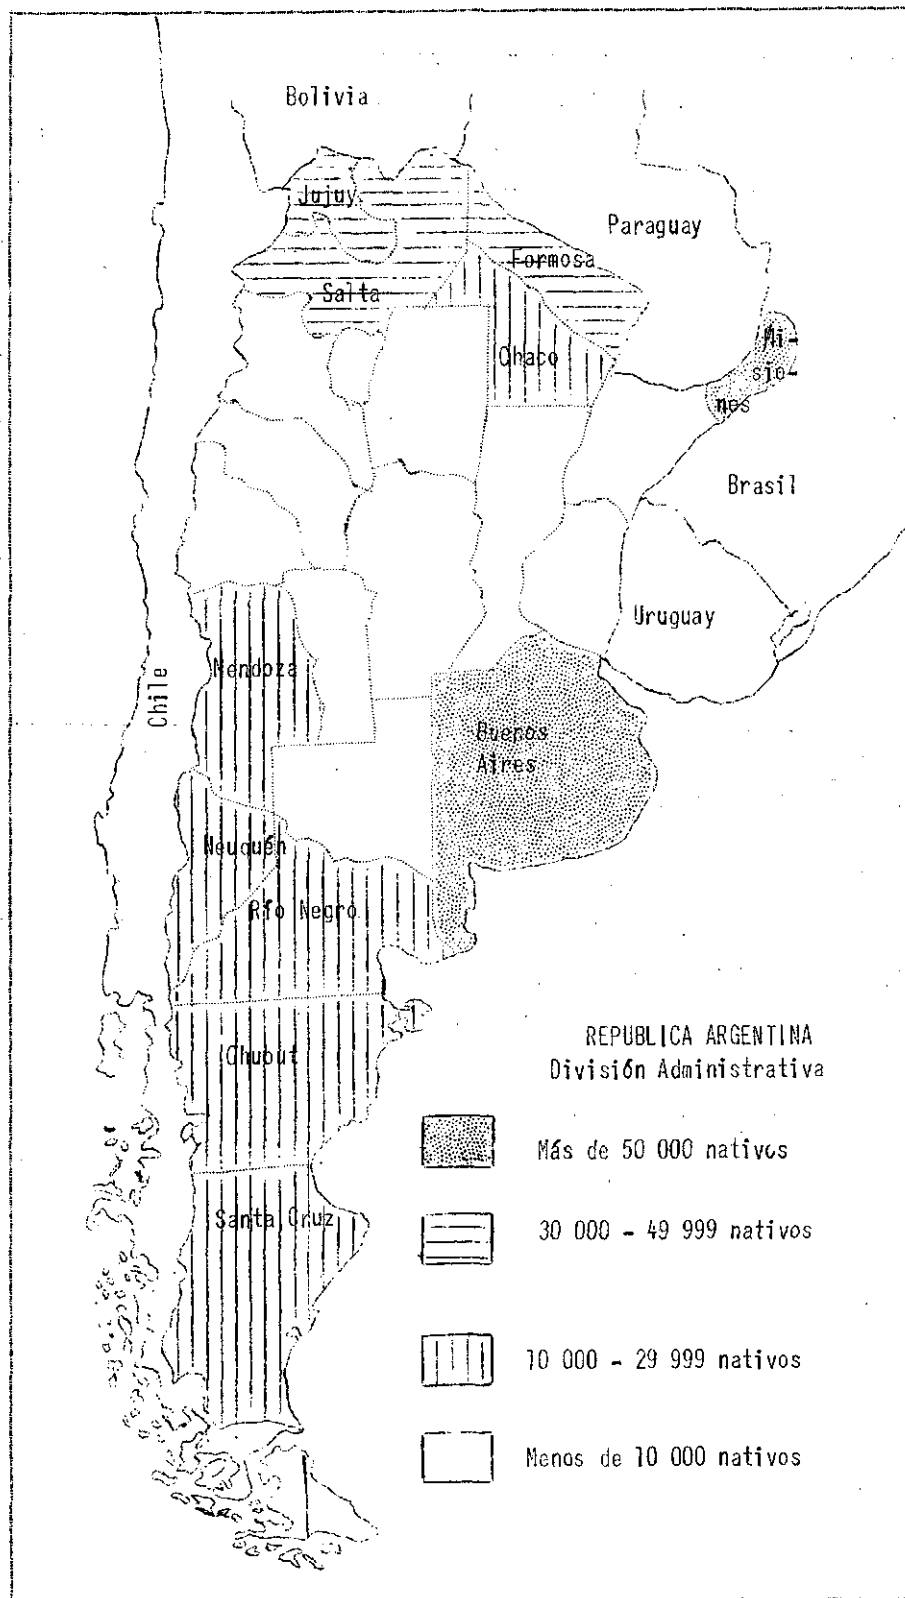 Bolivia
Jujuy
Paraguay
Formosa
Salta
Chaco
Mi-
sio-
nes
Brasil
Uruguay
Mendoza
Chile
Buenos
Aires
Neuquén
Río Negro
REPUBLICA ARGENTINA
División Administrativa
Chubut
Más de 50 000 nativos
Santa Cruz
30 000 - 49 999 nativos
10 000 - 29 999 nativos
Menos de 10 000 nativos